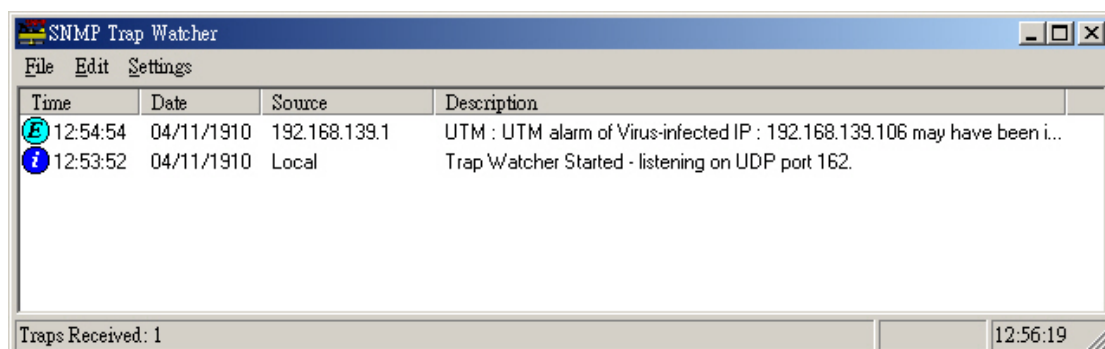 SNMP Trap Watcher
File Edit Settings
Time Date Source Description
E 12:54:54 04/11/1910 192.168.139.1 UTM : UTM alarm of Virus-infected IP : 192.168.139.106 may have been i...
i 12:53:52 04/11/1910 Local Trap Watcher Started - listening on UDP port 162.
Traps Received: 1 12:56:19